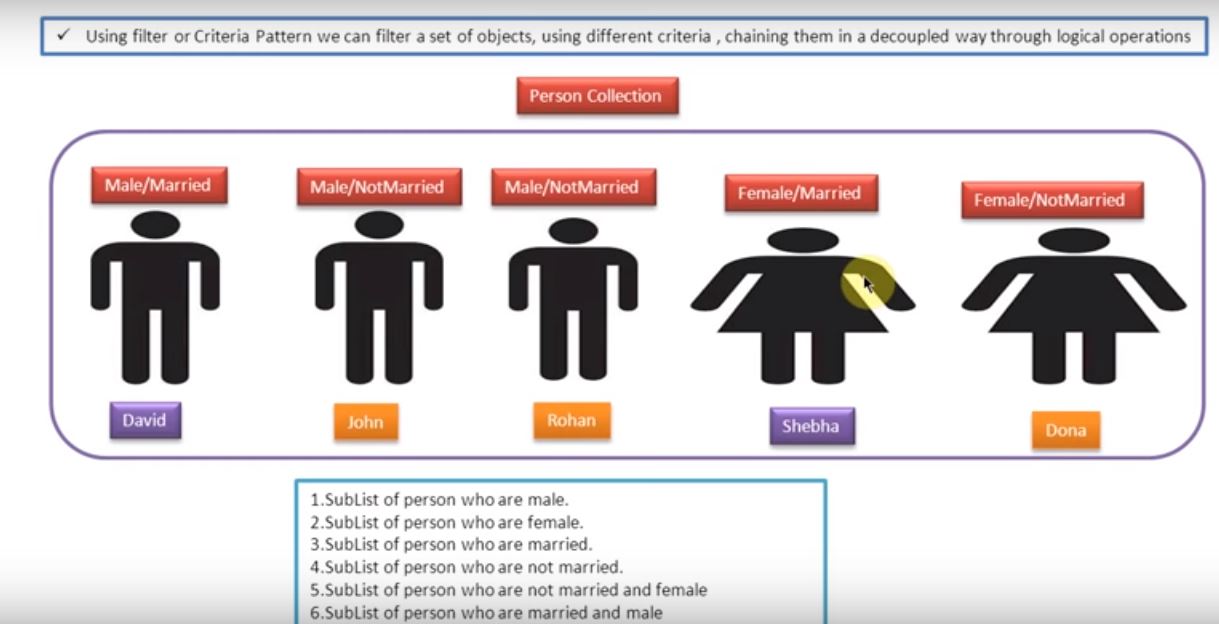 ✓ Using filter or Criteria Pattern we can filter a set of objects, using different criteria , chaining them in a decoupled way through logical operations
Person Collection
Male/Married
Male/NotMarried
Male/NotMarried
Female/Married
Female/NotMarried
David
John
Rohan
Shebha
Dona
1.SubList of person who are male.
2.SubList of person who are female.
3.SubList of person who are married.
4.SubList of person who are not married.
5.SubList of person who are not married and female
6.SubList of person who are married and male